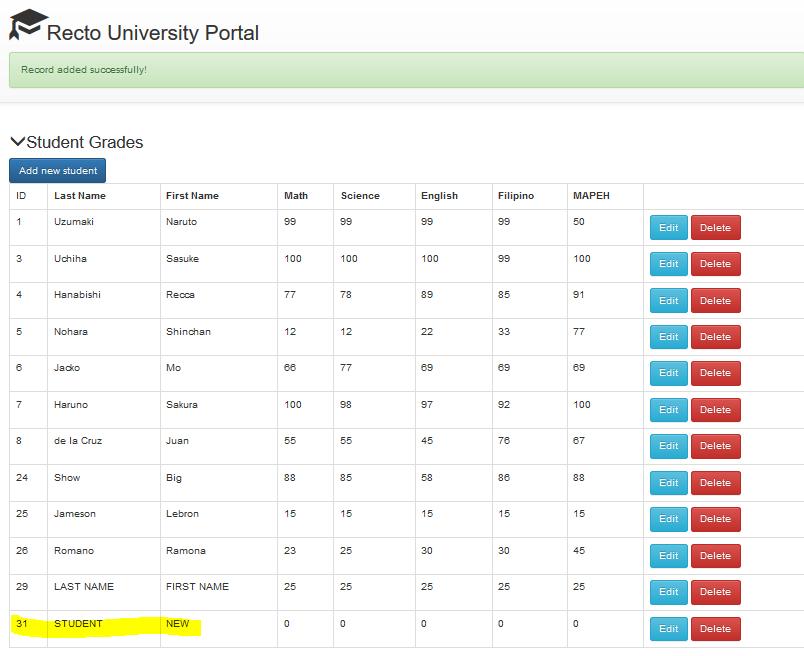 Recto University Portal
Record added successfully!
Student Grades
Add new student
ID Last Name First Name Math Science English Filipino MAPEH
1 Uzumaki Naruto 99 99 99 99 50 Edit Delete
3 Uchiha Sasuke 100 100 100 99 100 Edit Delete
4 Hanabishi Recca 77 78 89 85 91 Edit Delete
5 Nohara Shinchan 12 12 22 33 77 Edit Delete
6 Jacko Mo 66 77 69 69 69 Edit Delete
7 Haruno Sakura 100 98 97 92 100 Edit Delete
8 de la Cruz Juan 55 55 45 76 67 Edit Delete
24 Show Big 88 85 58 86 88 Edit Delete
25 Jameson Lebron 15 15 15 15 15 Edit Delete
26 Romano Ramona 23 25 30 30 45 Edit Delete
29 LAST NAME FIRST NAME 25 25 25 25 25 Edit Delete
31 STUDENT NEW 0 0 0 0 0 Edit Delete